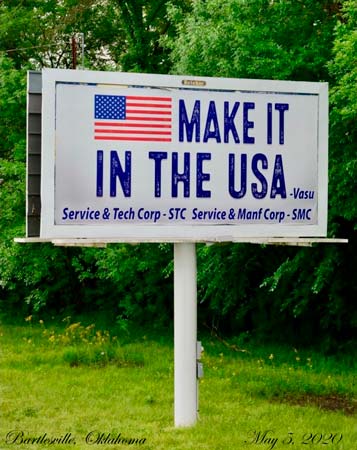 MAKE IT
IN THE USA -Vasu
Service & Tech Corp - STC Service & Manf Corp - SMC
Bartlesville, Oklahoma May 5, 2020